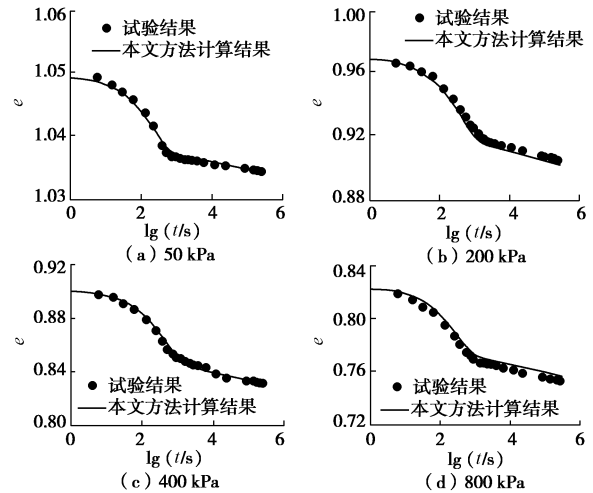 1.06
1.05
1.04
1.03
e
试验结果
本文方法计算结果
0 2 4 6
lg (t/s)
(a) 50 kPa
1.00
0.96
0.92
0.88
e
试验结果
本文方法计算结果
0 2 4 6
lg (t/s)
(b) 200 kPa
0.92
0.88
0.84
0.80
e
试验结果
本文方法计算结果
0 2 4 6
lg (t/s)
(c) 400 kPa
0.84
0.80
0.76
0.72
e
试验结果
本文方法计算结果
0 2 4 6
lg (t/s)
(d) 800 kPa